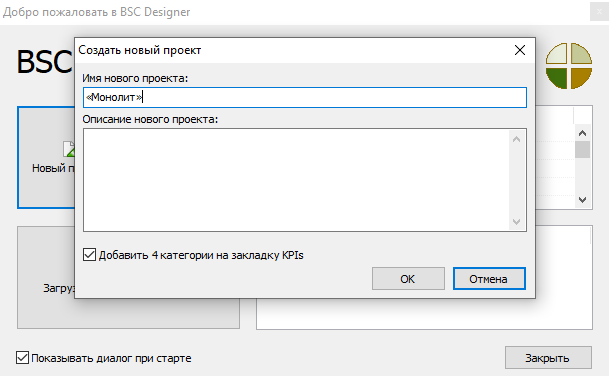 Добро пожаловать в BSC Designer
BSC
Создать новый проект
Имя нового проекта:
«Монолит»
Описание нового проекта:
Новый п
Добавить 4 категории на закладку KPIs
OK
Отмена
Загруз
Показывать диалог при старте
Закрыть